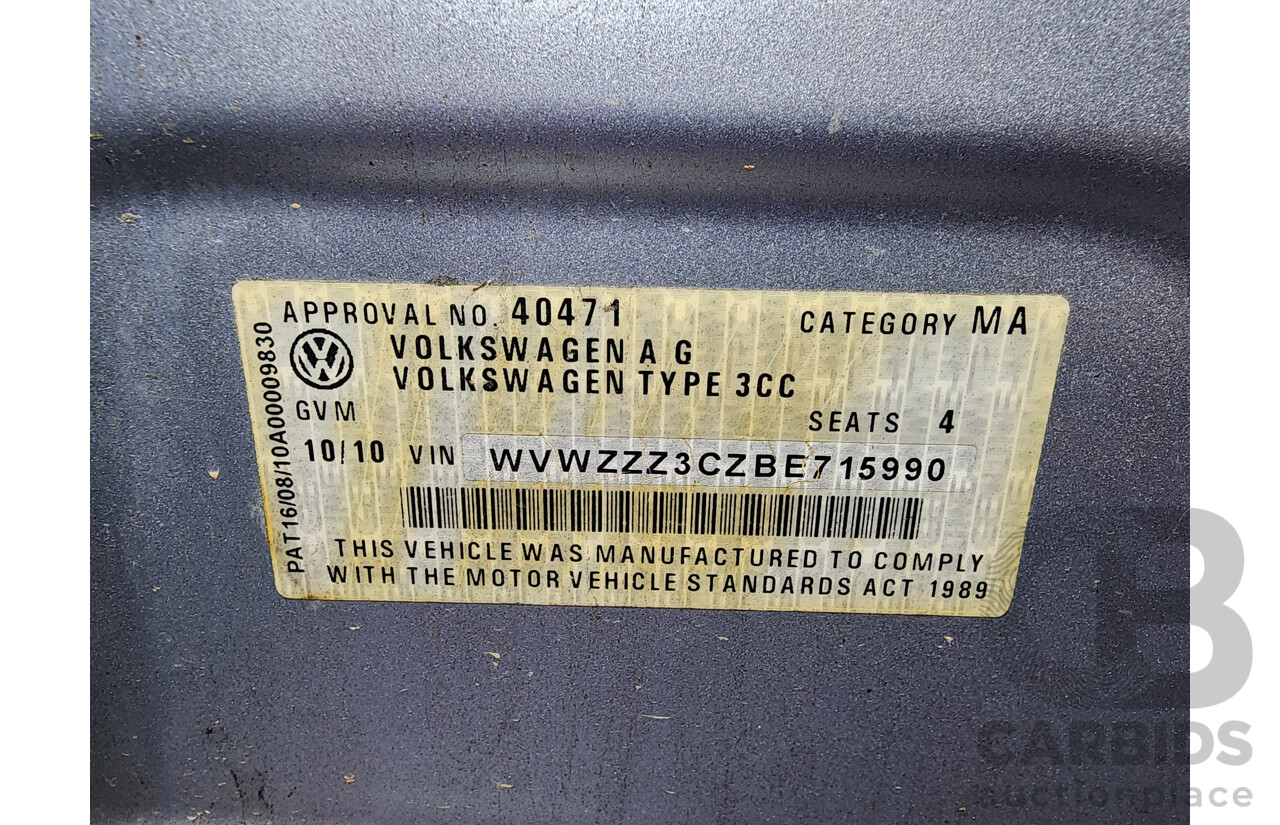 APPROVAL NO. 40471 CATEGORY MA
VOLKSWAGEN A G
VOLKSWAGEN TYPE 3CC
GVM
SEATS 4
10/10 VIN WVWZZZ3CZBE715990
THIS VEHICLE WAS MANUFACTURED TO COMPLY
WITH THE MOTOR VEHICLE STANDARDS ACT 1989
PAT16/08/10A00009830
CARBIDS
auctionplace